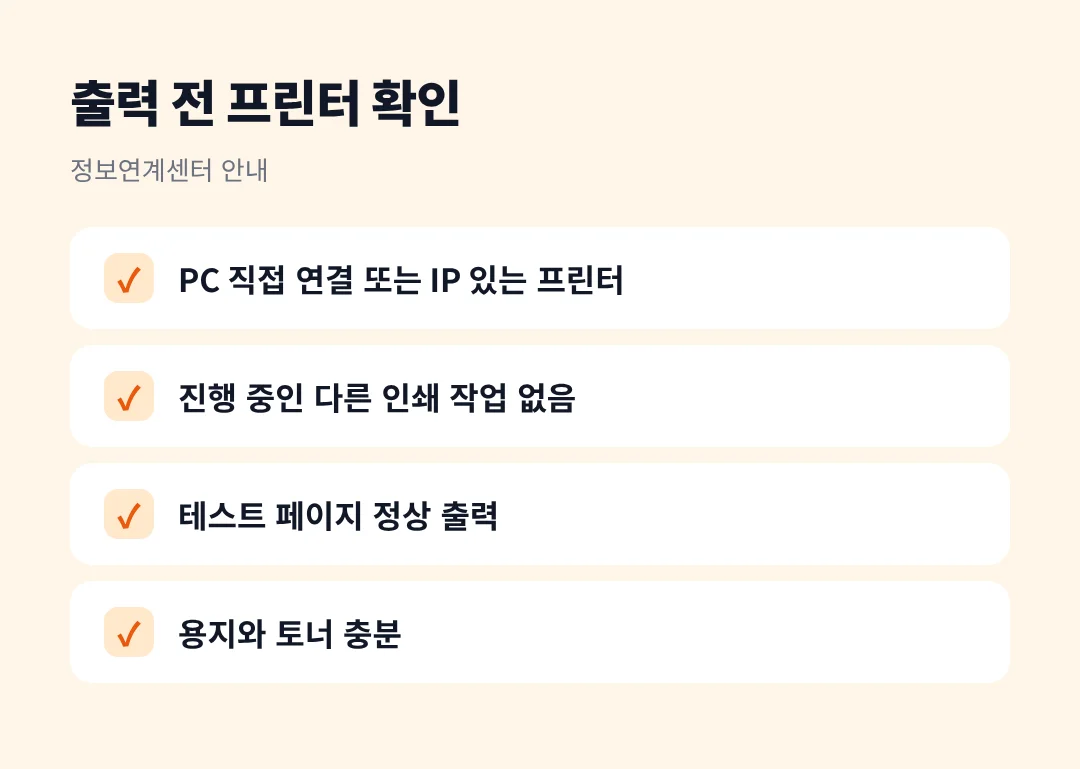 출력 전 프린터 확인
정보연계센터 안내
✓ PC 직접 연결 또는 IP 있는 프린터
✓ 진행 중인 다른 인쇄 작업 없음
✓ 테스트 페이지 정상 출력
✓ 용지와 토너 충분